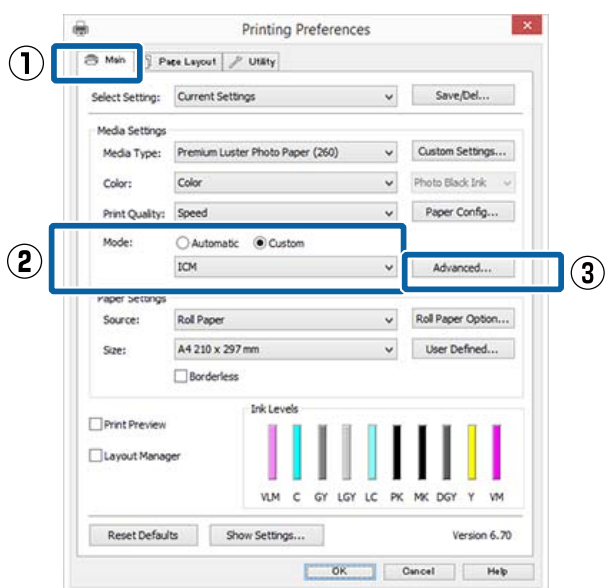 Printing Preferences
①
Main Page Layout Utility
Select Setting: Current Settings Save/Del...
Media Settings
Media Type: Premium Luster Photo Paper (260) Custom Settings...
Color: Color Photo Black Ink
Print Quality: Speed Paper Config...
② Mode: Automatic Custom
ICM Advanced... ③
Paper Settings
Source: Roll Paper Roll Paper Option...
Size: A4 210 x 297 mm User Defined...
Borderless
Print Preview
Layout Manager
Ink Levels
VLM C GY LGY LC PK MK DGY Y VM
Reset Defaults Show Settings... Version 6.70
OK Cancel Help